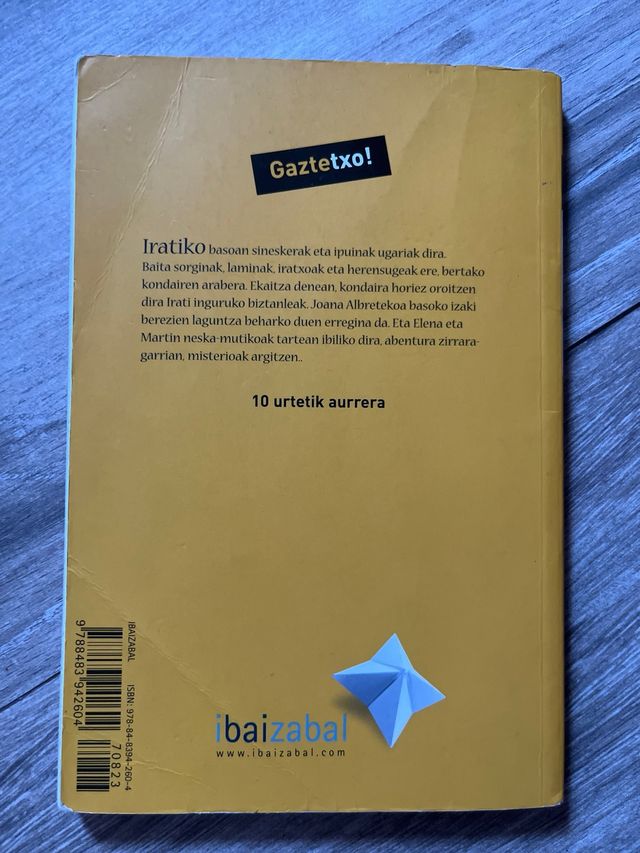 Gaztetxo!
Iratiko basoan sineskerak eta ipuinak ugariak dira.
Baita sorginak, laminak, iratxoak eta herensugeak ere, bertako
kondairen arabera. Ekaitza denean, kondaira horiez oroitzen
dira Irati inguruko biztanleak. Joana Albretekoa basoko izaki
berezien laguntza beharko duen erregina da. Eta Elena eta
Martin neska-mutikoak tartean ibiliko dira, abentura zirrara-
garrian, misterioak argitzen..
10 urtetik aurrera
IBAIZABAL
ISBN: 978-84-8394-260-4
9 788483 942604
70823
ibaizabal
www.ibaizabal.com